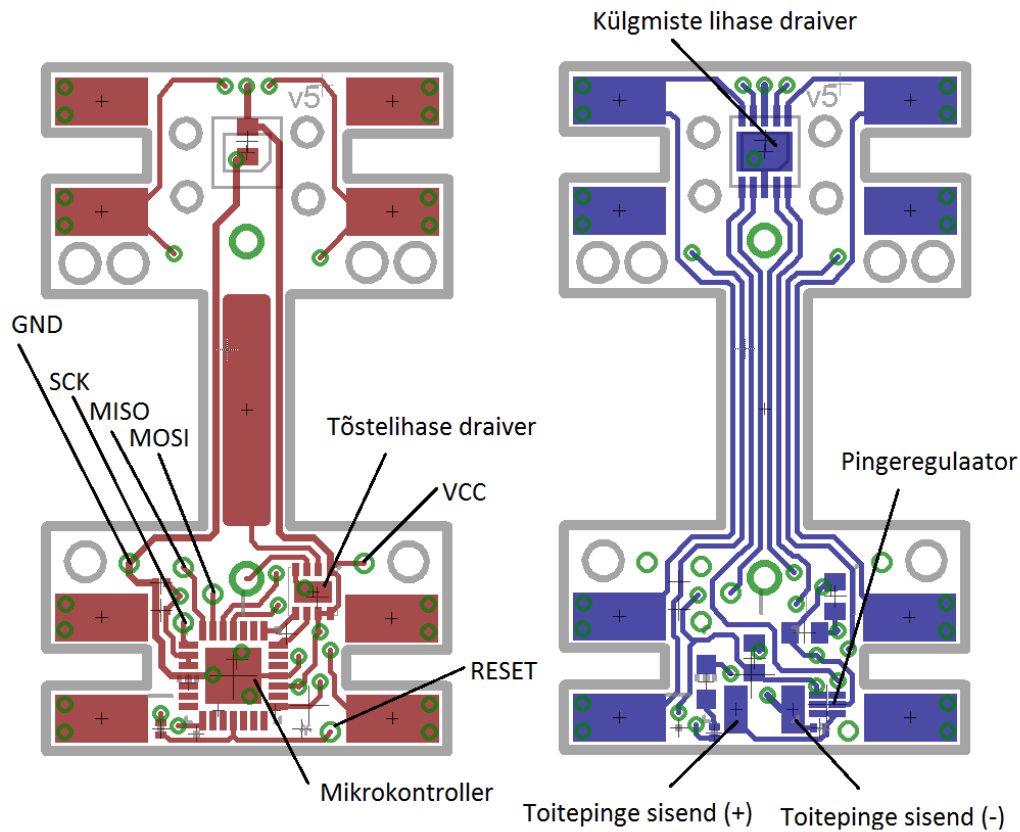 Külgmiste lihase draiver
v5
v5
GND
SCK
MISO
MOSI
Tõstelihase draiver
VCC
Pingeregulaator
RESET
Mikrokontroller
Toitepinge sisend (+)
Toitepinge sisend (-)